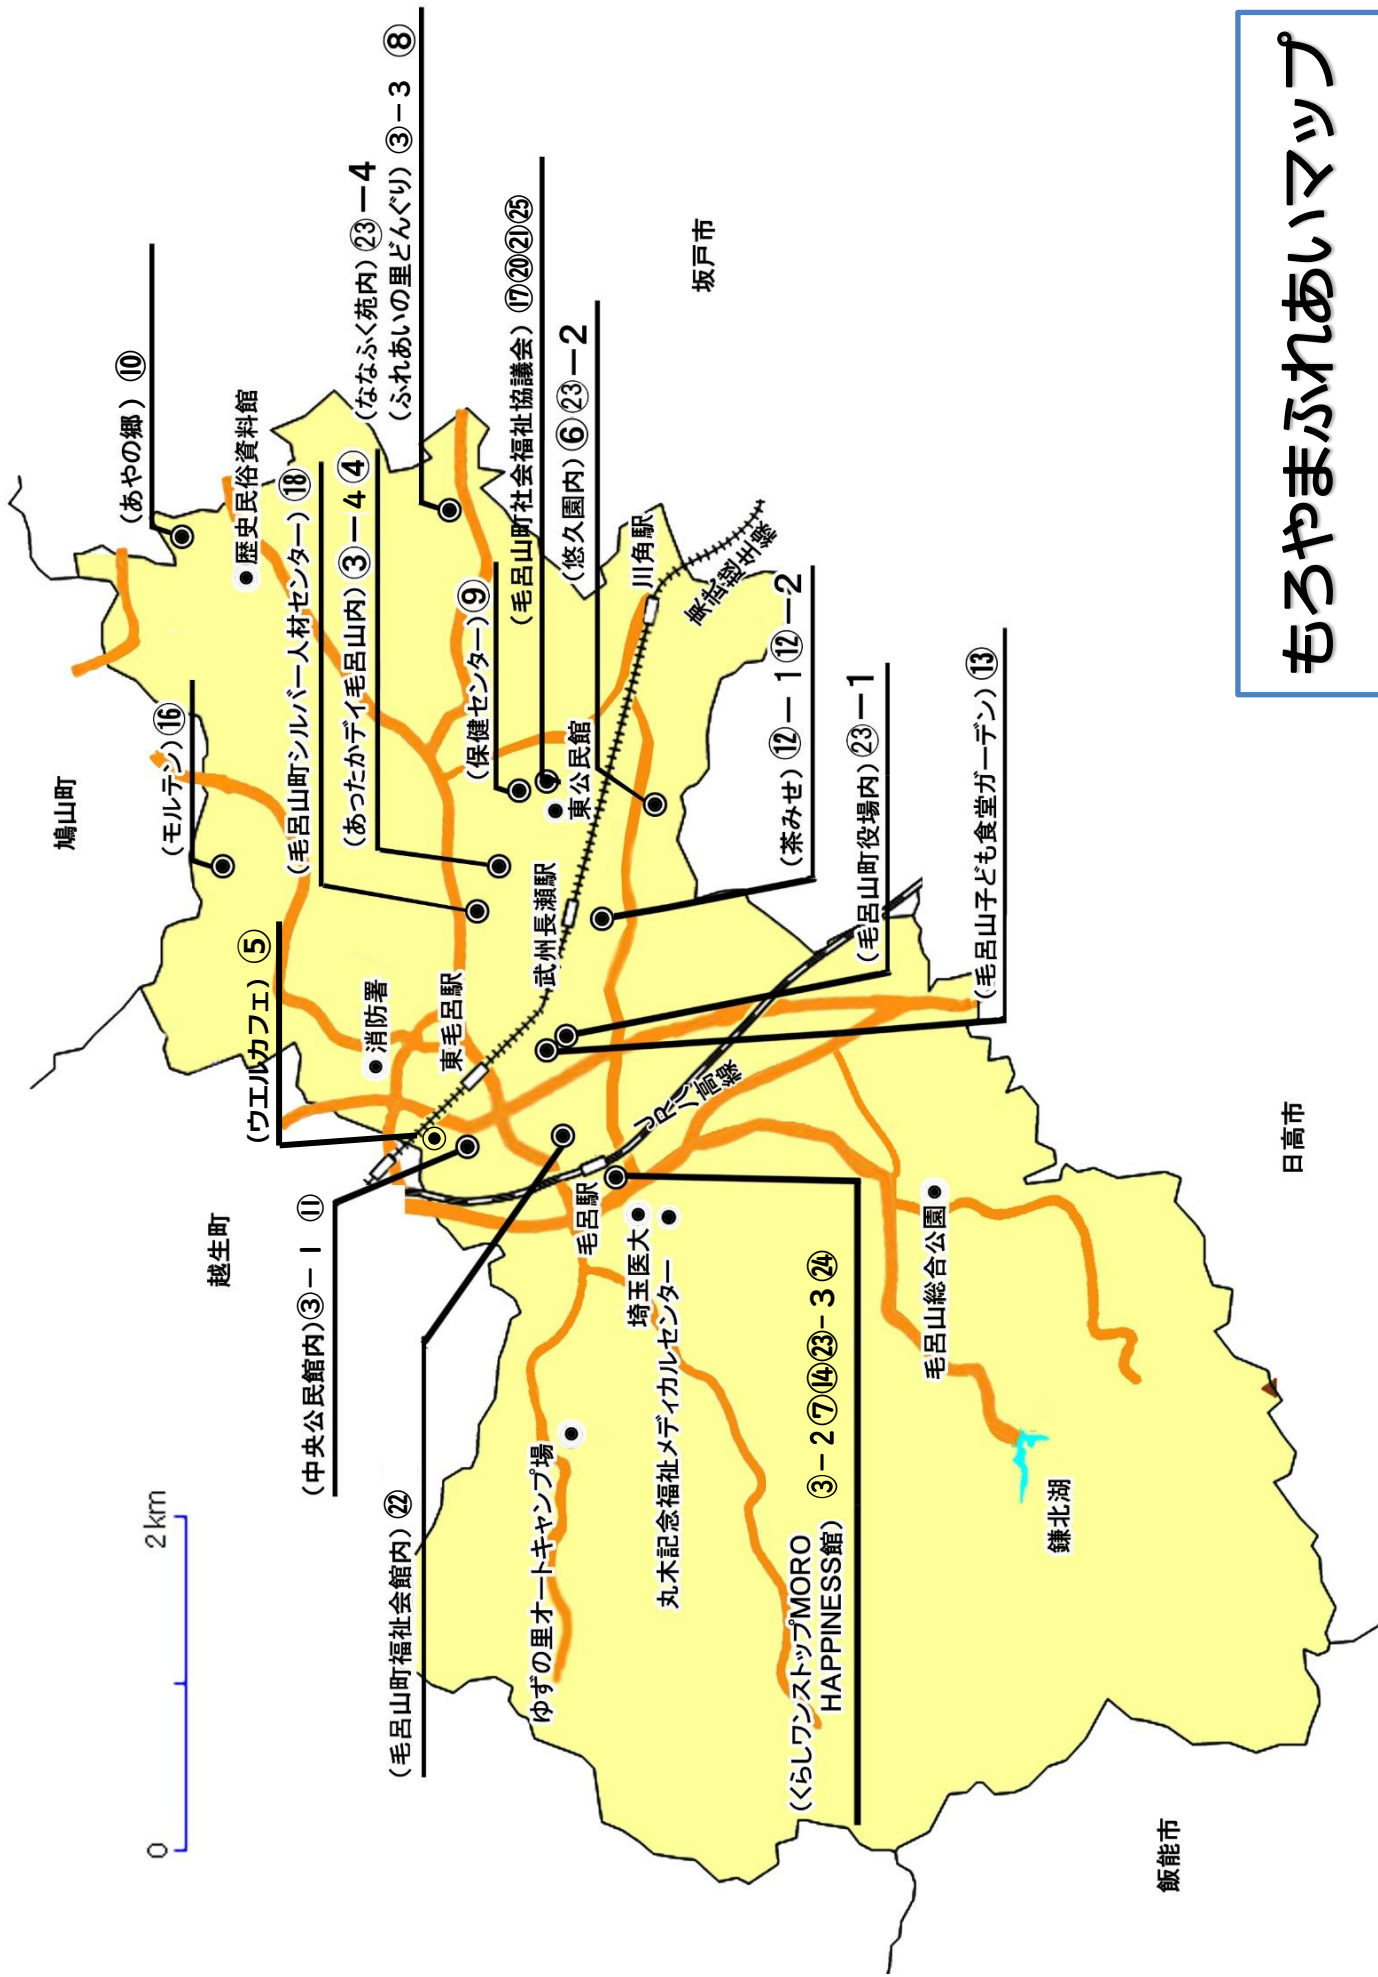 もろやまふれあいマップ
0
2km
鳩山町
越生町
坂戸市
日高市
飯能市
(あやの郷) ⑩
歴史民俗資料館
(モルテン)⑯
(毛呂山町シルバー人材センター) ⑱
(あったかデイ毛呂山内) ③－４ ④
(ななふく苑内) ㉓－４
(ふれあいの里どんぐり) ③－３ ⑧
(保健センター) ⑨
(毛呂山町社会福祉協議会) ⑰⑳㉑㉕
(悠久園内) ⑥㉓－２
川角駅
東武越生線
東公民館
武州長瀬駅
(茶みせ) ⑫－１ ⑫－２
(毛呂山町役場内) ㉓－１
(毛呂山子ども食堂ガーデン) ⑬
(ウエルカフェ) ⑤
消防署
東毛呂駅
(中央公民館内)③－１ ⑪
(毛呂山町福祉会館内) ㉒
JR八高線
毛呂駅
埼玉医大
丸木記念福祉メディカルセンター
ゆずの里オートキャンプ場
(くらしワンストップMORO
HAPPINESS館) ③－２⑦⑭㉓－３㉔
毛呂山総合公園
鎌北湖